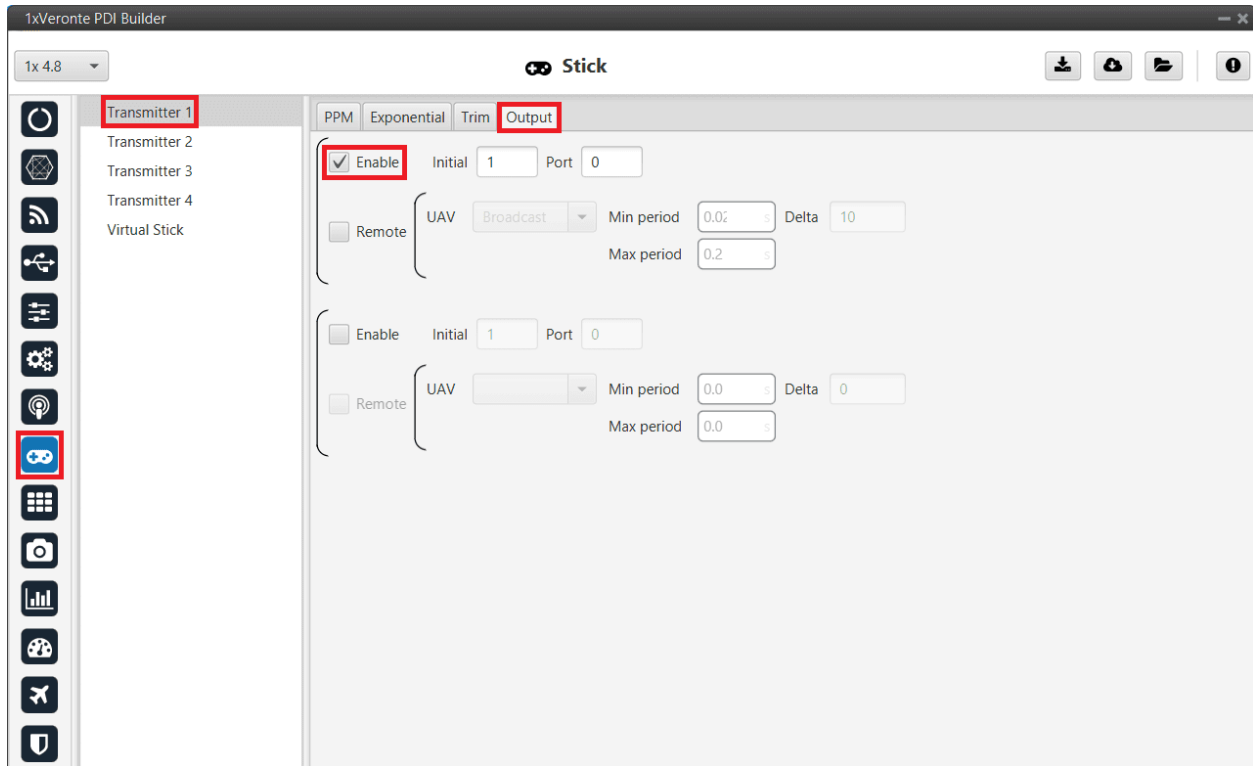 1xVeronte PDI Builder
1x 4.8
Stick
Transmitter 1
Transmitter 2
Transmitter 3
Transmitter 4
Virtual Stick
PPM Exponential Trim Output
Enable Initial 1 Port 0
Remote UAV Broadcast Min period 0.02 s Delta 10
Max period 0.2 s
Enable Initial 1 Port 0
Remote UAV Min period 0.0 s Delta 0
Max period 0.0 s